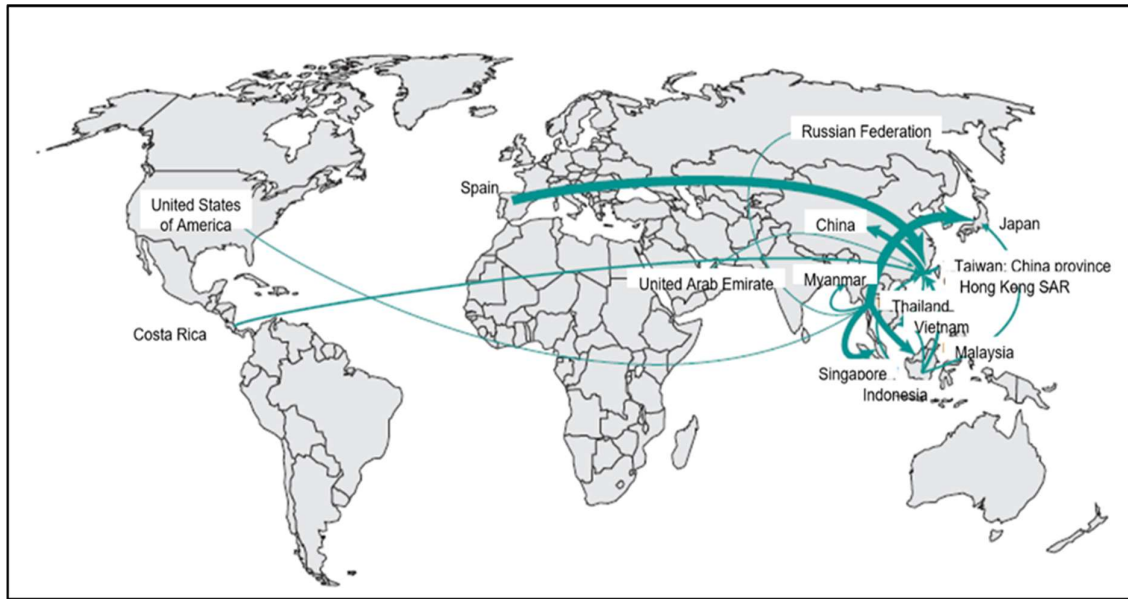 Russian Federation
Spain
United States
of America
China
Japan
Taiwan: China province
United Arab Emirate
Myanmar
Hong Kong SAR
Thailand
Vietnam
Costa Rica
Malaysia
Singapore
Indonesia